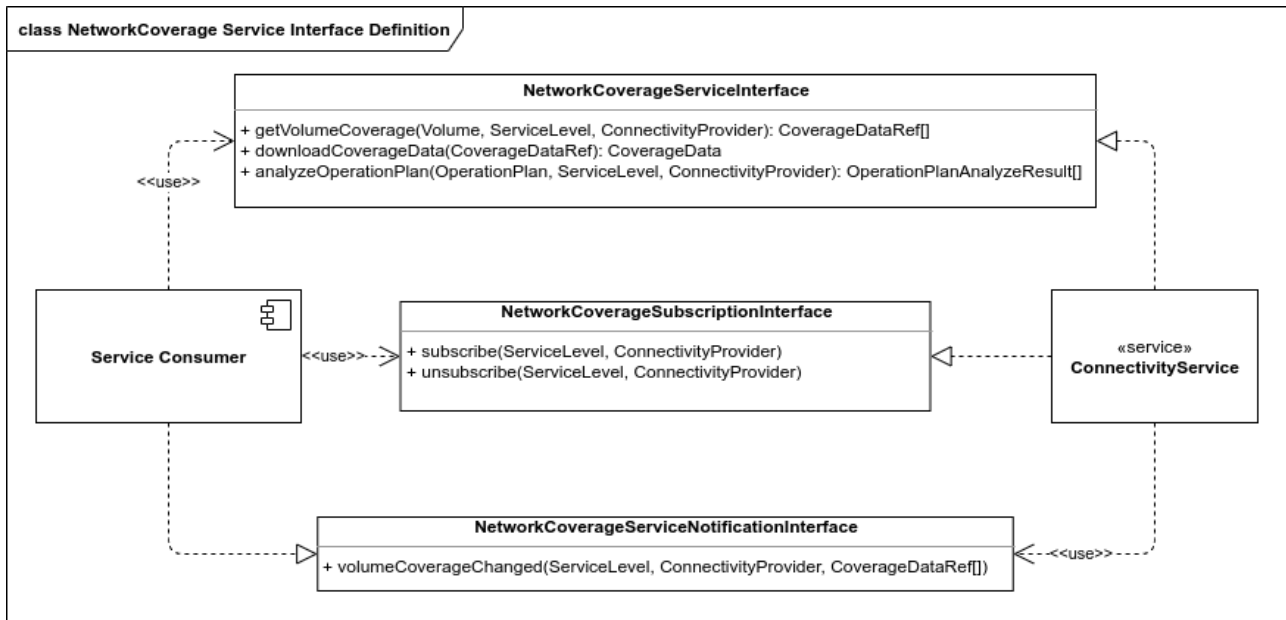 class NetworkCoverage Service Interface Definition
NetworkCoverageServiceInterface
+ getVolumeCoverage(Volume, ServiceLevel, ConnectivityProvider): CoverageDataRef[]
+ downloadCoverageData(CoverageDataRef): CoverageData
+ analyzeOperationPlan(OperationPlan, ServiceLevel, ConnectivityProvider): OperationPlanAnalyzeResult[]
<<use>>
Service Consumer
<<use>>
NetworkCoverageSubscriptionInterface
+ subscribe(ServiceLevel, ConnectivityProvider)
+ unsubscribe(ServiceLevel, ConnectivityProvider)
«service»
ConnectivityService
NetworkCoverageServiceNotificationInterface
+ volumeCoverageChanged(ServiceLevel, ConnectivityProvider, CoverageDataRef[])
<<use>>